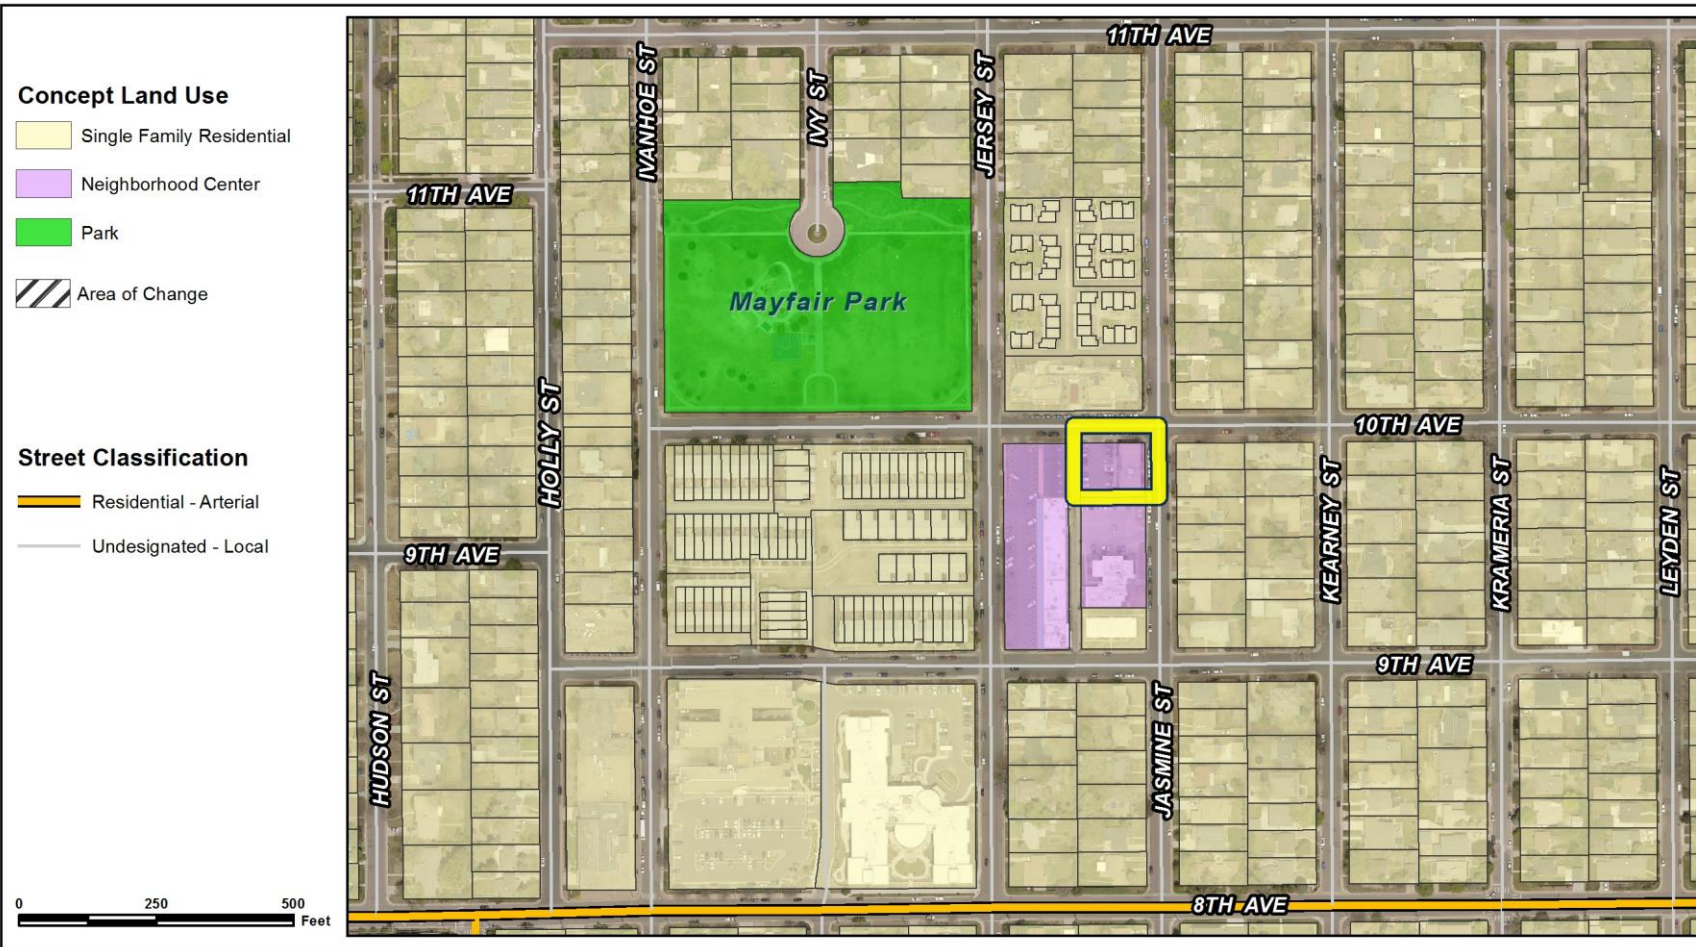 Concept Land Use
Single Family Residential
Neighborhood Center
Park
Area of Change
Street Classification
Residential - Arterial
Undesignated - Local
0 250 500
Feet
11TH AVE
IVANHOE ST
IVY ST
JERSEY ST
11TH AVE
Mayfair Park
HOLLY ST
10TH AVE
9TH AVE
KEARNEY ST
KRAMERIA ST
LEYDEN ST
9TH AVE
HUDSON ST
JASMINE ST
8TH AVE